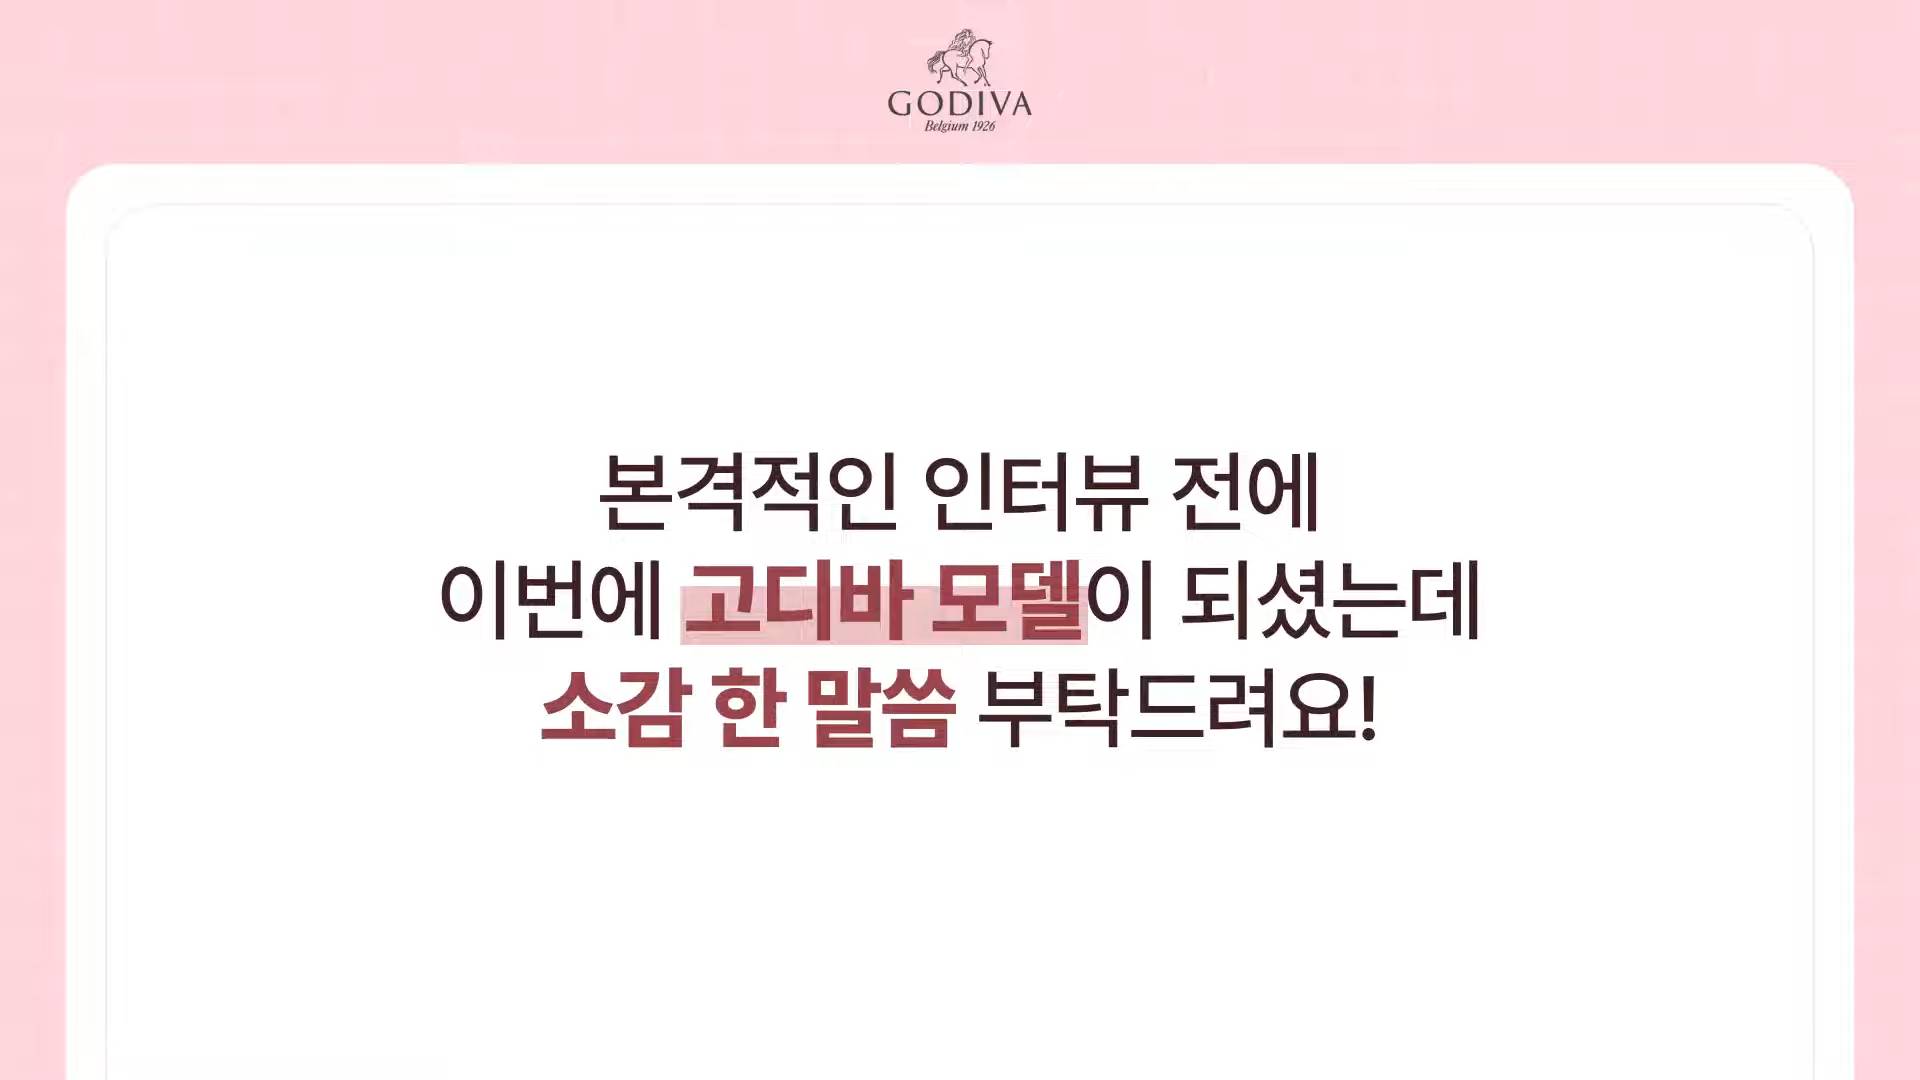 GODIVA
Belgium 1926
본격적인 인터뷰 전에
이번에 고디바 모델이 되셨는데
소감 한 말씀 부탁드려요!